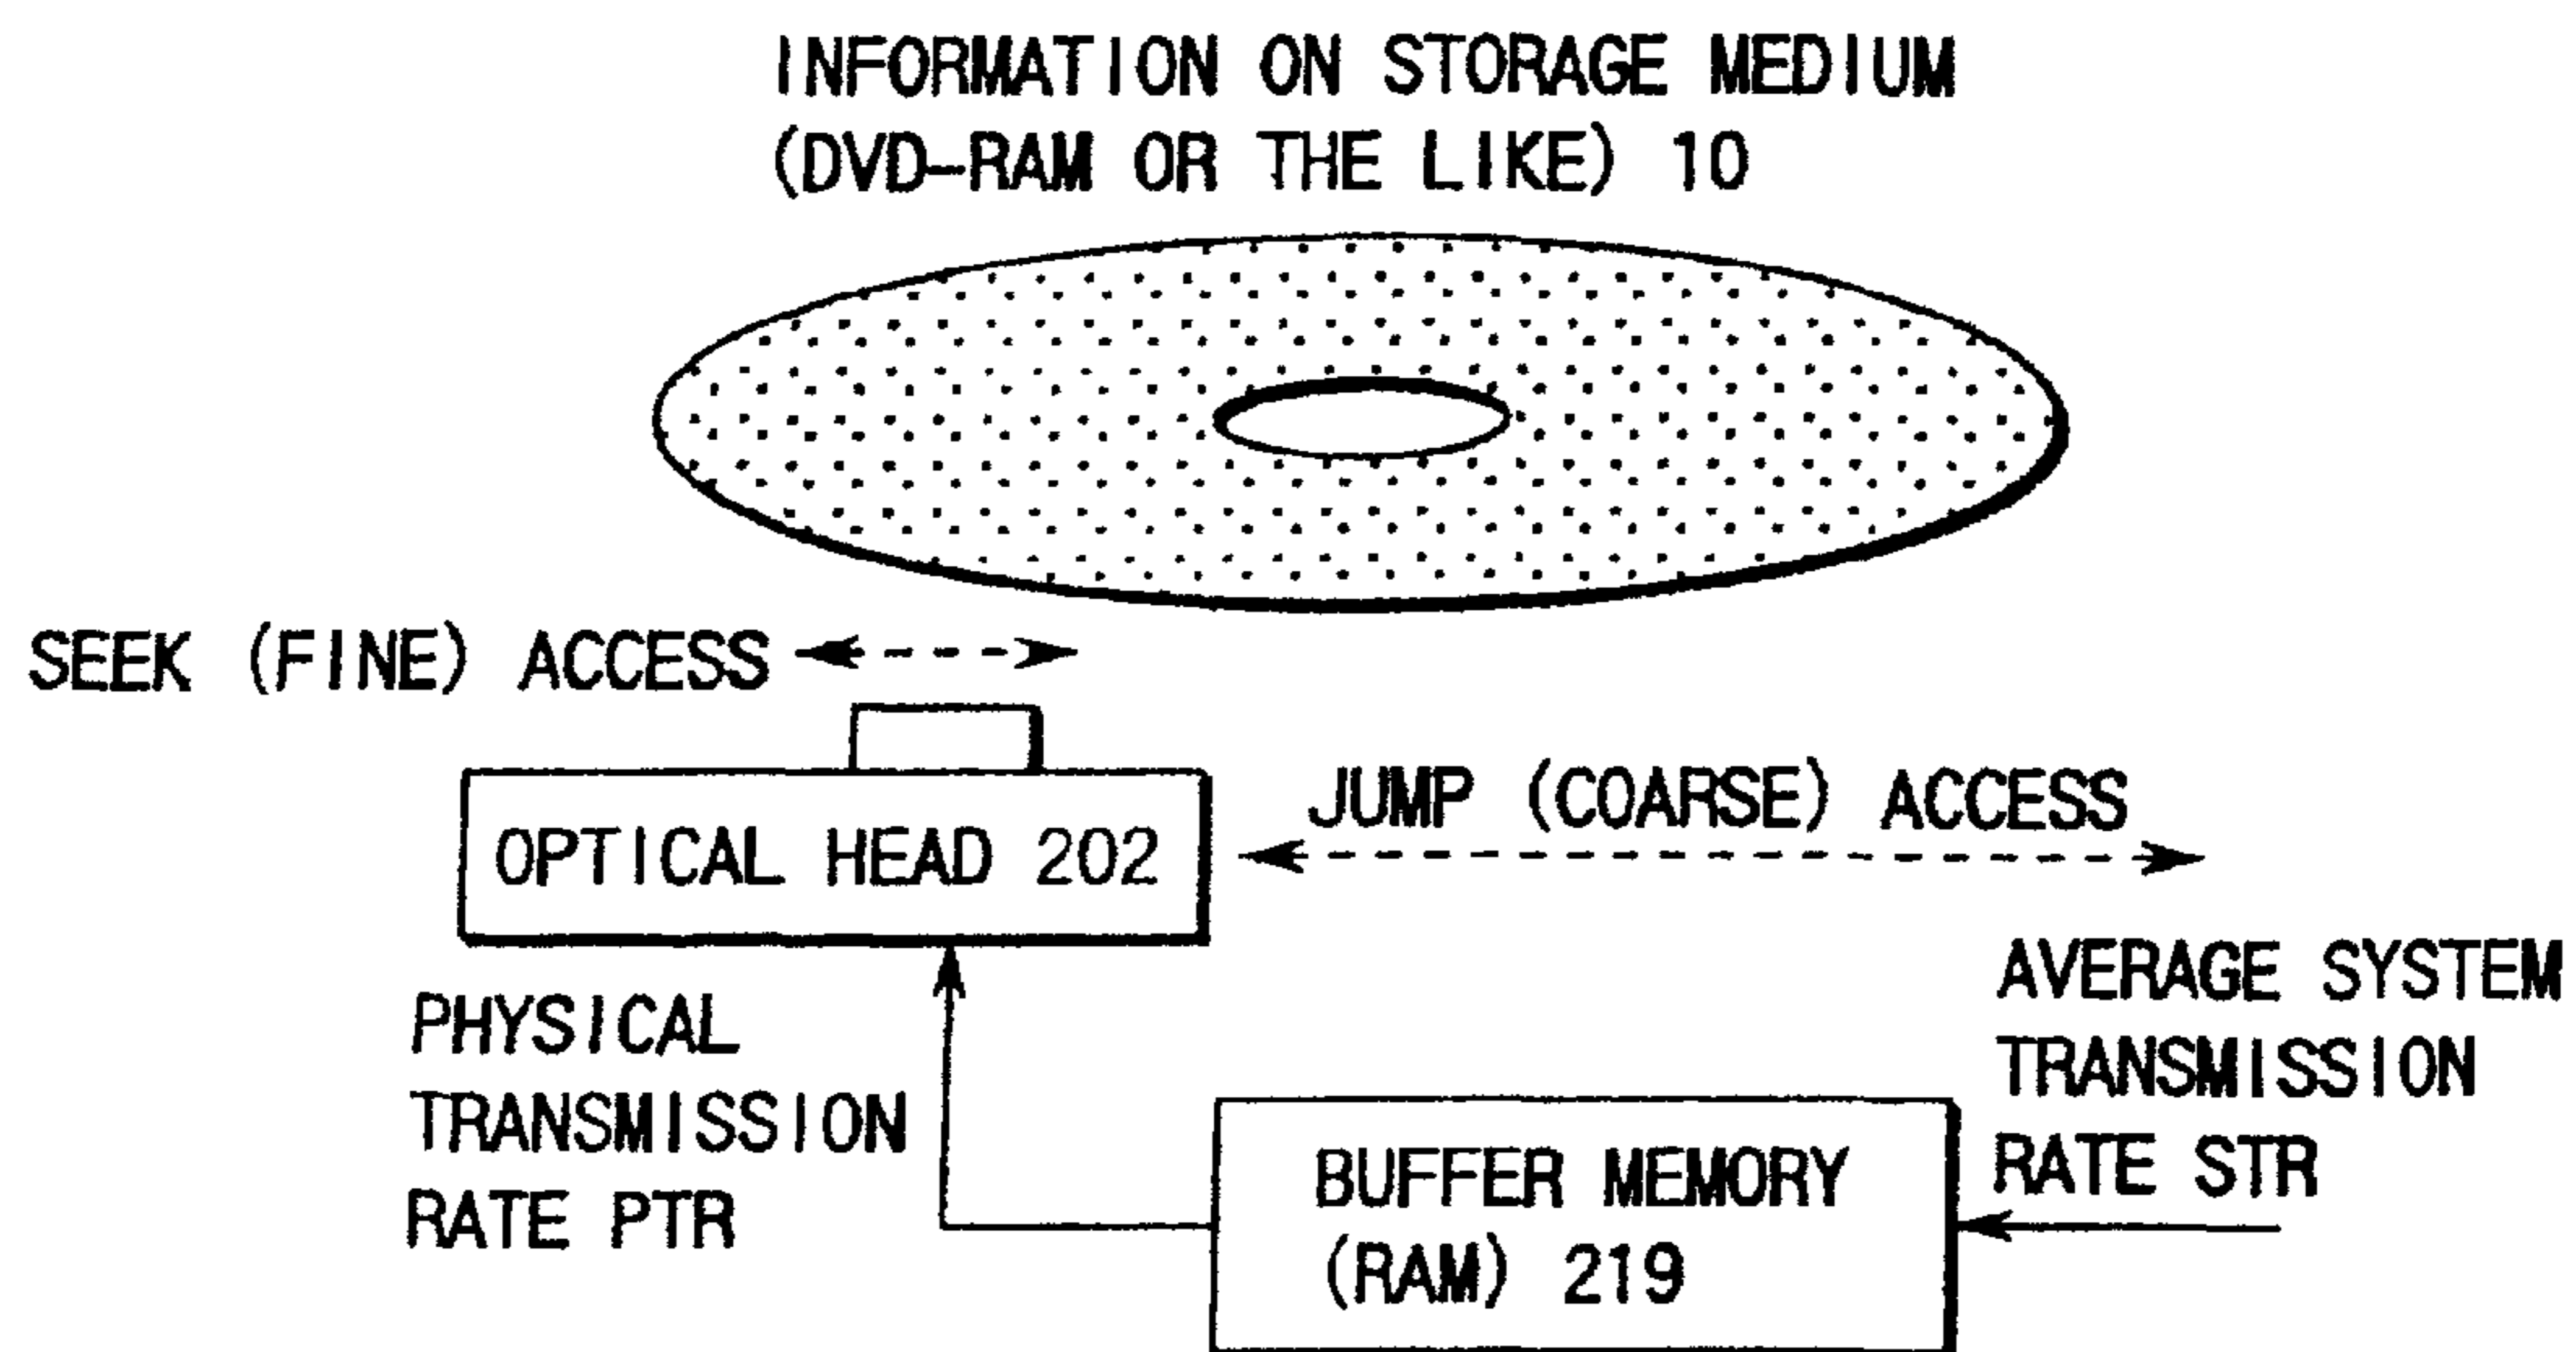 INFORMATION ON STORAGE MEDIUM
(DVD-RAM OR THE LIKE) 10
SEEK (FINE) ACCESS
JUMP (COARSE) ACCESS
OPTICAL HEAD 202
PHYSICAL
TRANSMISSION
RATE PTR
AVERAGE SYSTEM
TRANSMISSION
RATE STR
BUFFER MEMORY
(RAM) 219